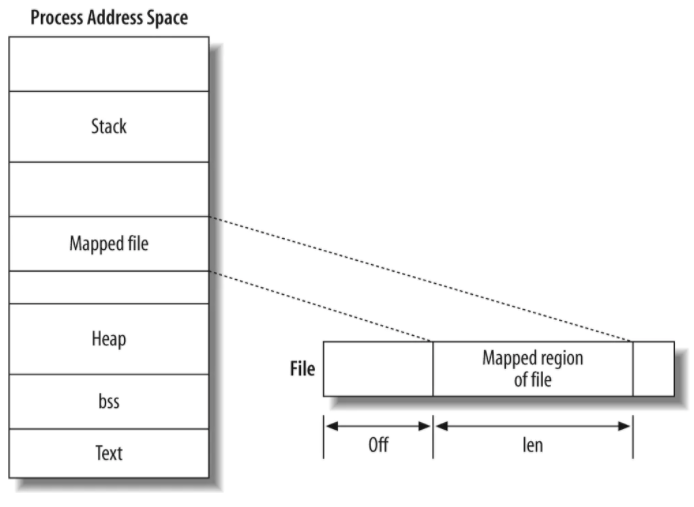 Process Address Space
Stack
Mapped file
Heap
bss
Text
File
Mapped region
of file
Off
len